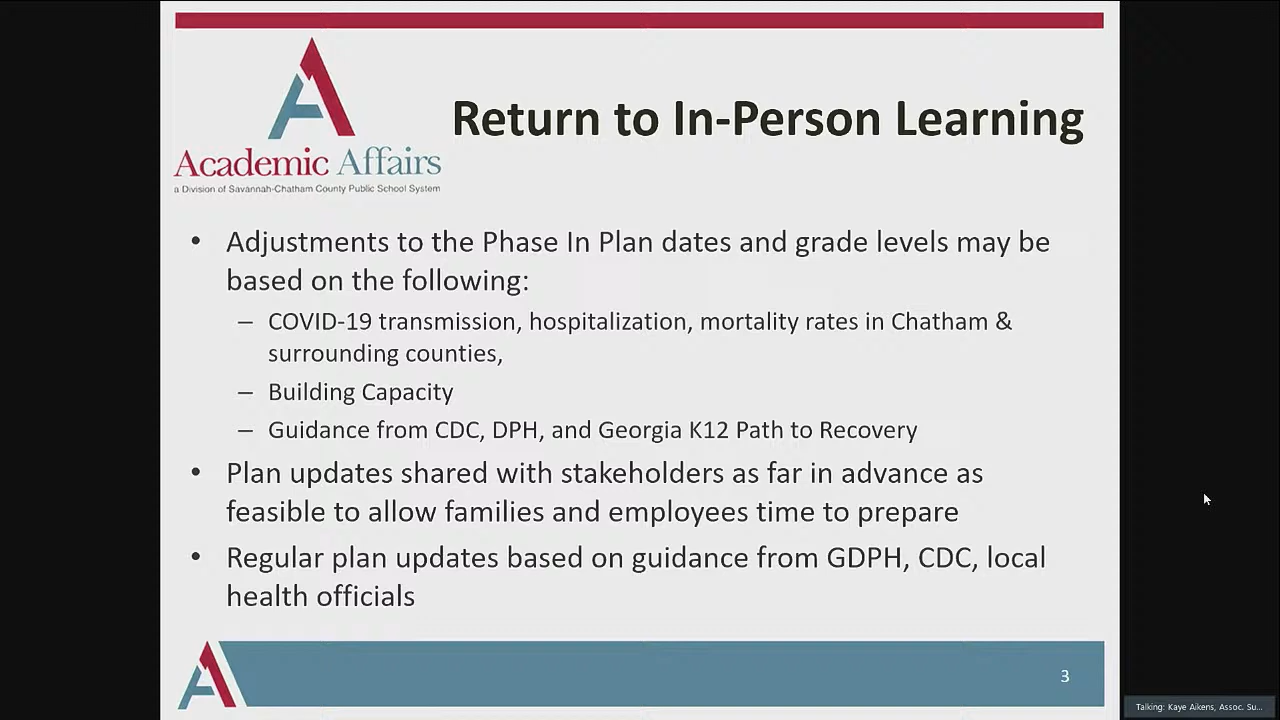 Return to In-Person Learning
Academic Affairs
a Division of Savannah-Chatham County Public School System
• Adjustments to the Phase In Plan dates and grade levels may be
based on the following:
– COVID-19 transmission, hospitalization, mortality rates in Chatham &
surrounding counties,
– Building Capacity
– Guidance from CDC, DPH, and Georgia K12 Path to Recovery
• Plan updates shared with stakeholders as far in advance as
feasible to allow families and employees time to prepare
• Regular plan updates based on guidance from GDPH, CDC, local
health officials
3
Talking: Kaye Aikens, Assoc. Su...